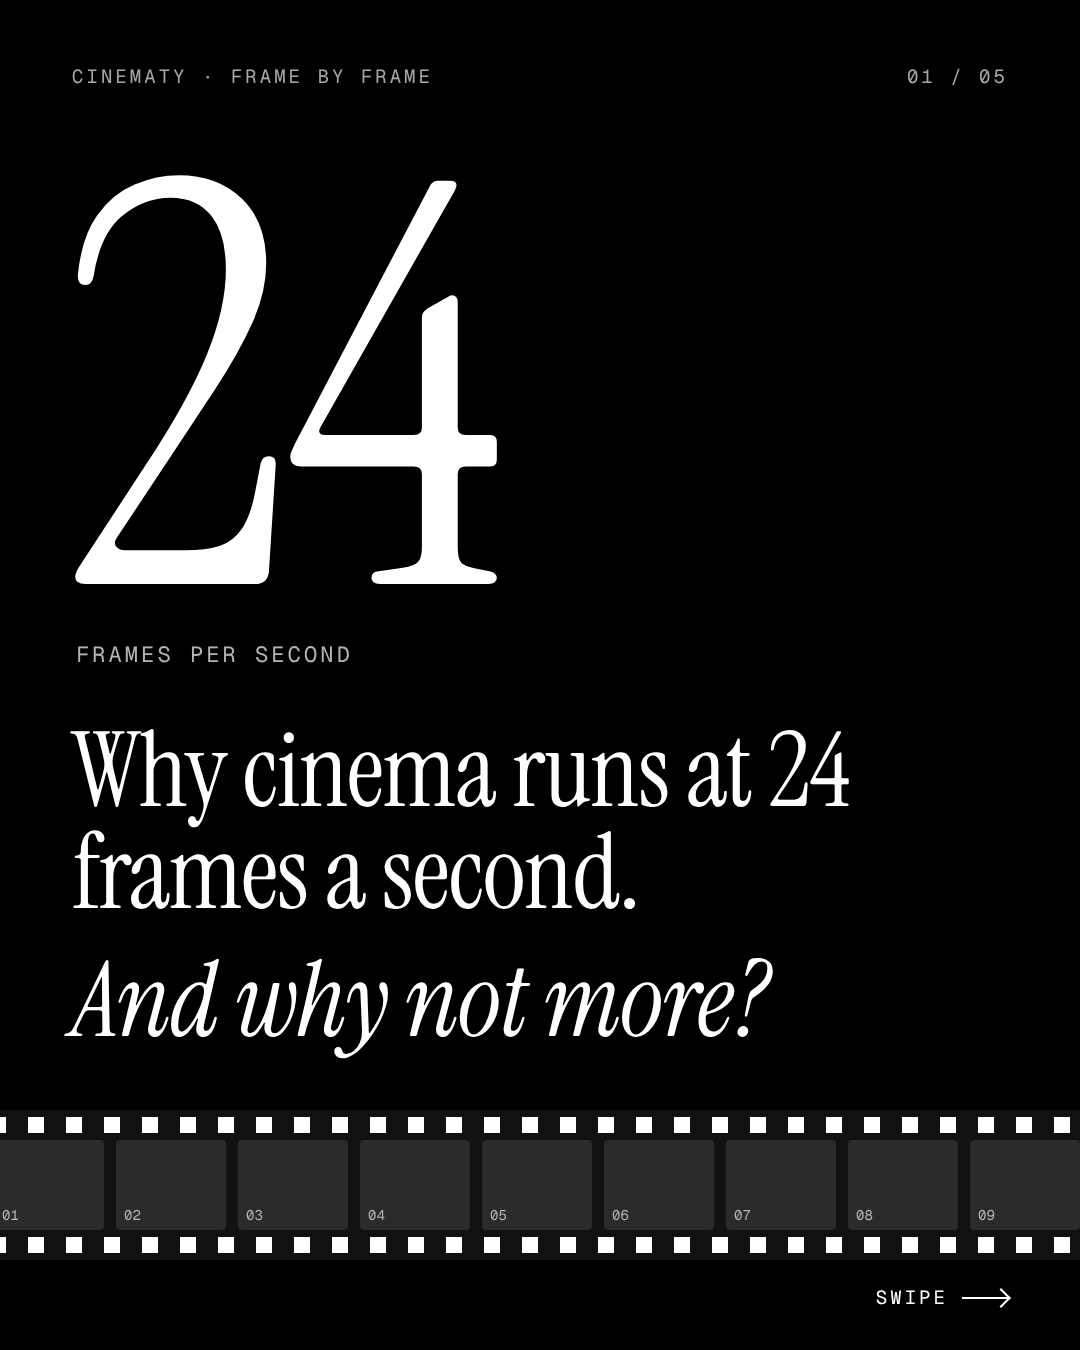 CINEMATY · FRAME BY FRAME
01 / 05
24
FRAMES PER SECOND
Why cinema runs at 24
frames a second.
And why not more?
01 02 03 04 05 06 07 08 09
SWIPE